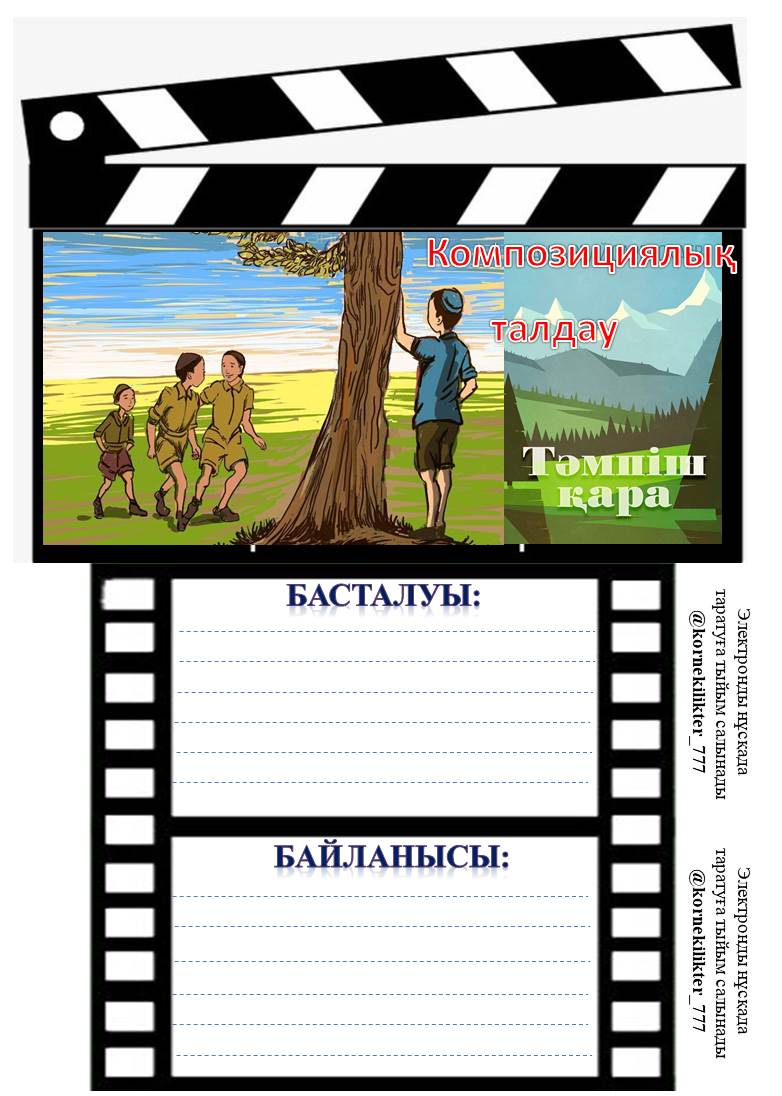 Композициялық
талдау
Тәмпіш
қара
БАСТАЛУЫ:
Электронды нұсқада
таратуға тыйым салынады
@kornekilikter_777
БАЙЛАНЫСЫ:
Электронды нұсқада
таратуға тыйым салынады
@kornekilikter_777